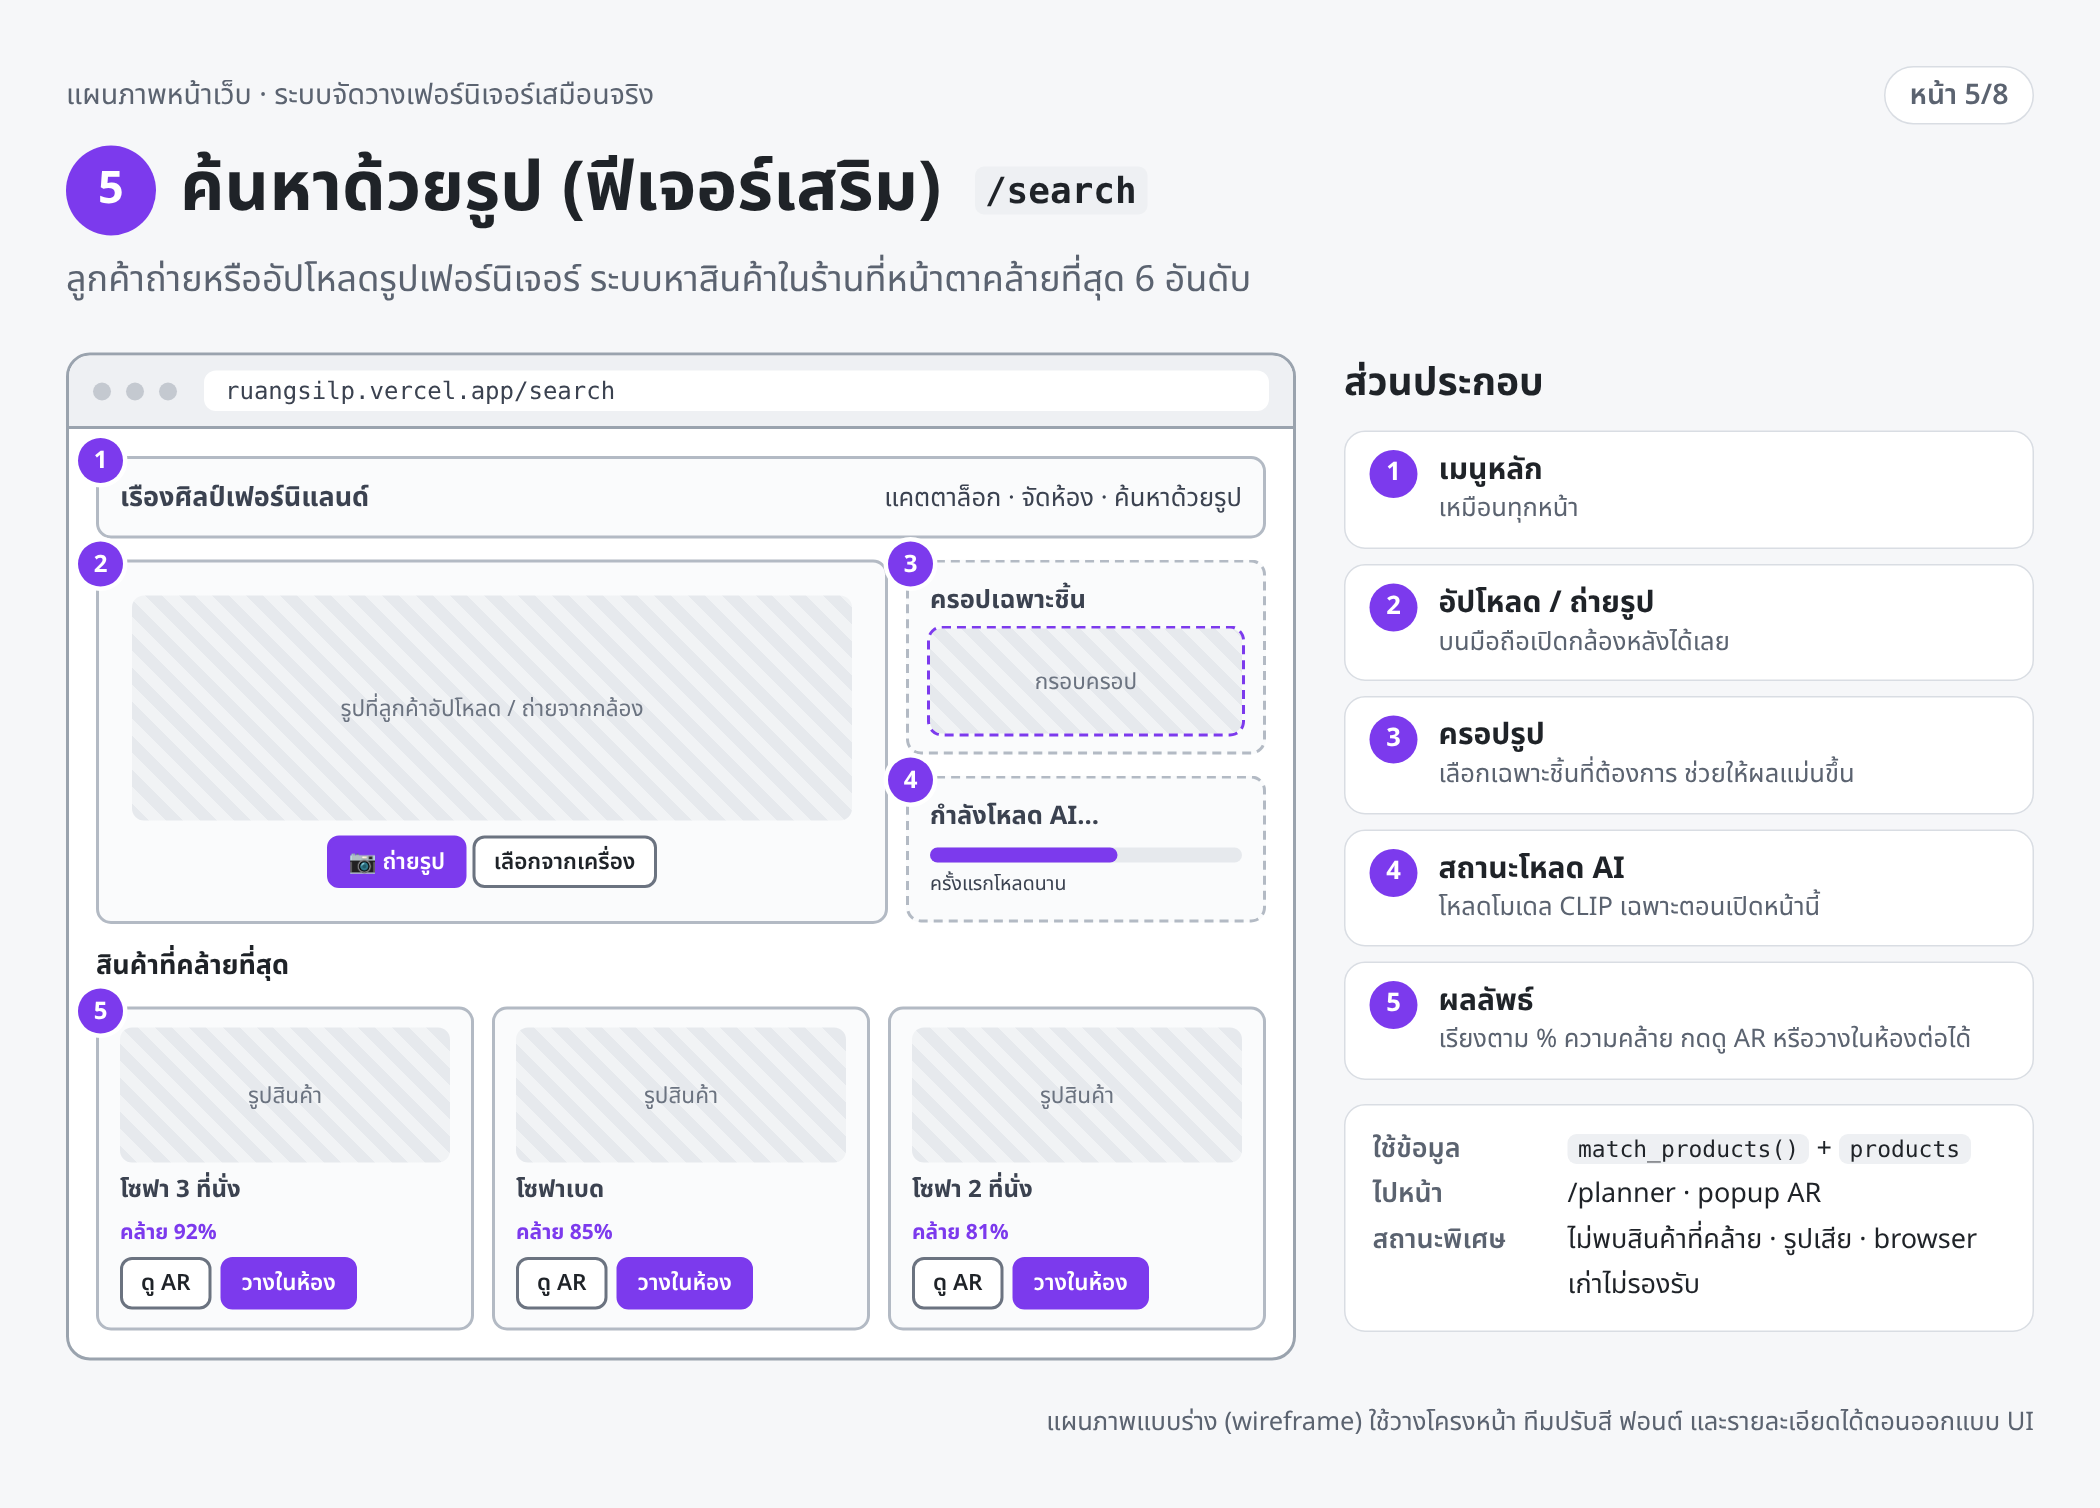 แผนภาพหน้าเว็บ · ระบบจัดวางเฟอร์นิเจอร์เสมือนจริง
หน้า 5/8
5 ค้นหาด้วยรูป (ฟีเจอร์เสริม) /search
ลูกค้าถ่ายหรืออัปโหลดรูปเฟอร์นิเจอร์ ระบบหาสินค้าในร้านที่หน้าตาคล้ายที่สุด 6 อันดับ
ruangsilp.vercel.app/search
1
เรืองศิลป์เฟอร์นิแลนด์
แคตตาล็อก · จัดห้อง · ค้นหาด้วยรูป
2
รูปที่ลูกค้าอัปโหลด / ถ่ายจากกล้อง
📷 ถ่ายรูป
เลือกจากเครื่อง
3
ครอปเฉพาะชิ้น
กรอบครอป
4
กำลังโหลด AI...
ครั้งแรกโหลดนาน
สินค้าที่คล้ายที่สุด
5
รูปสินค้า
โซฟา 3 ที่นั่ง
คล้าย 92%
ดู AR
วางในห้อง
รูปสินค้า
โซฟาเบด
คล้าย 85%
ดู AR
วางในห้อง
รูปสินค้า
โซฟา 2 ที่นั่ง
คล้าย 81%
ดู AR
วางในห้อง
ส่วนประกอบ
1 เมนูหลัก
เหมือนทุกหน้า
2 อัปโหลด / ถ่ายรูป
บนมือถือเปิดกล้องหลังได้เลย
3 ครอปรูป
เลือกเฉพาะชิ้นที่ต้องการ ช่วยให้ผลแม่นขึ้น
4 สถานะโหลด AI
โหลดโมเดล CLIP เฉพาะตอนเปิดหน้านี้
5 ผลลัพธ์
เรียงตาม % ความคล้าย กดดู AR หรือวางในห้องต่อได้
ใช้ข้อมูล match_products() + products
ไปหน้า /planner · popup AR
สถานะพิเศษ ไม่พบสินค้าที่คล้าย · รูปเสีย · browser
เก่าไม่รองรับ
แผนภาพแบบร่าง (wireframe) ใช้วางโครงหน้า ทีมปรับสี ฟอนต์ และรายละเอียดได้ตอนออกแบบ UI